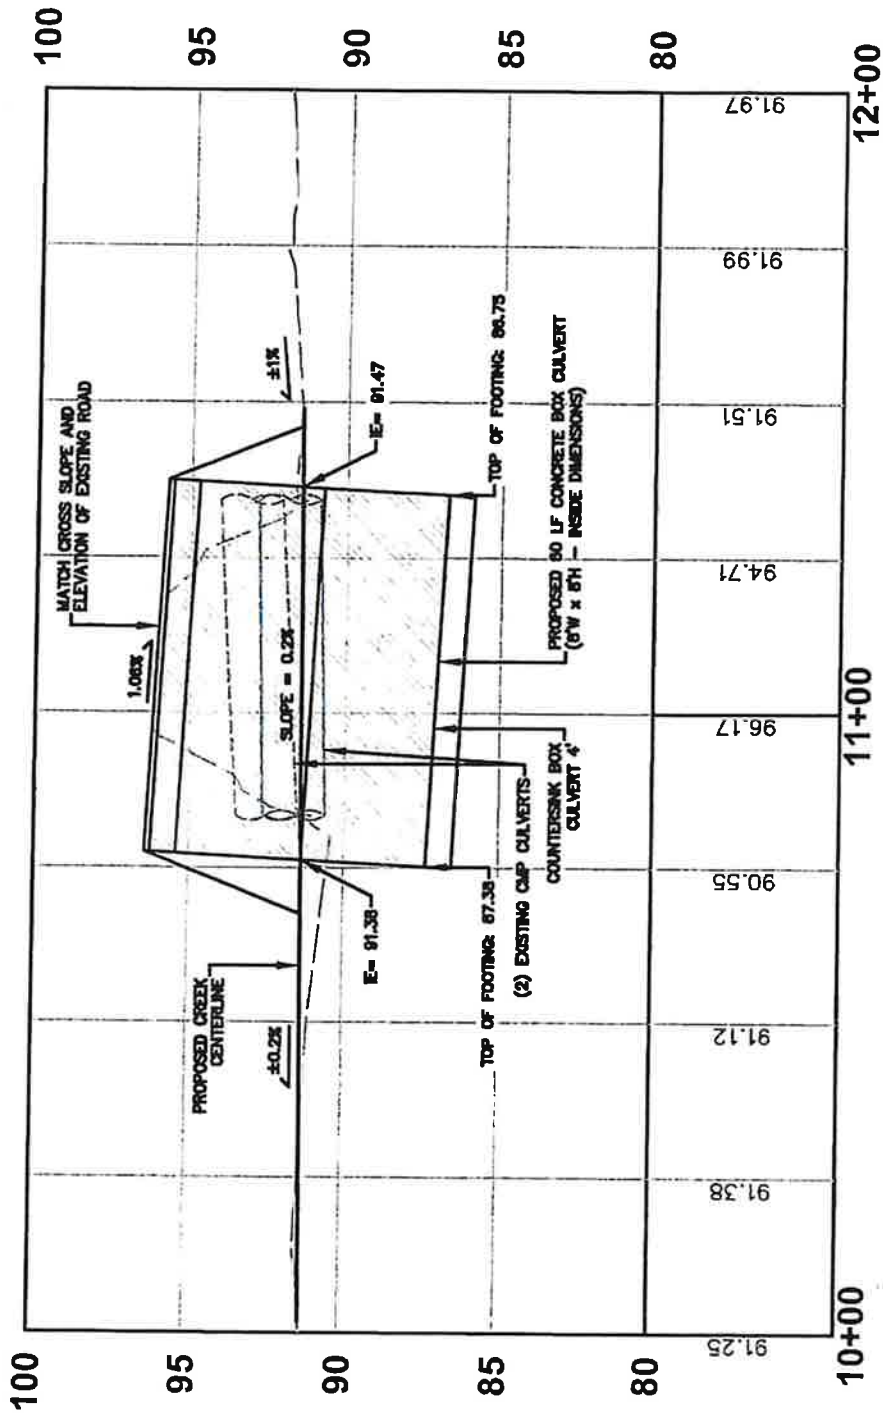 100
95
90
85
80
100
95
90
85
80
MATCH CROSS SLOPE AND
ELEVATION OF EXISTING ROAD
1.06%
±1%
SLOPE = 0.2%
PROPOSED CREEK
CENTERLINE
±0.2%
IE= 91.38
IE= 91.47
TOP OF FOOTING: 87.38
TOP OF FOOTING: 86.75
(2) EXISTING CMP CULVERTS
COUNTERSINK BOX
CULVERT 4'
PROPOSED 60 LF CONCRETE BOX CULVERT
(8'W x 8'H - INSIDE DIMENSIONS)
91.25
91.38
91.12
90.55
96.17
94.71
91.51
91.99
91.97
10+00
11+00
12+00